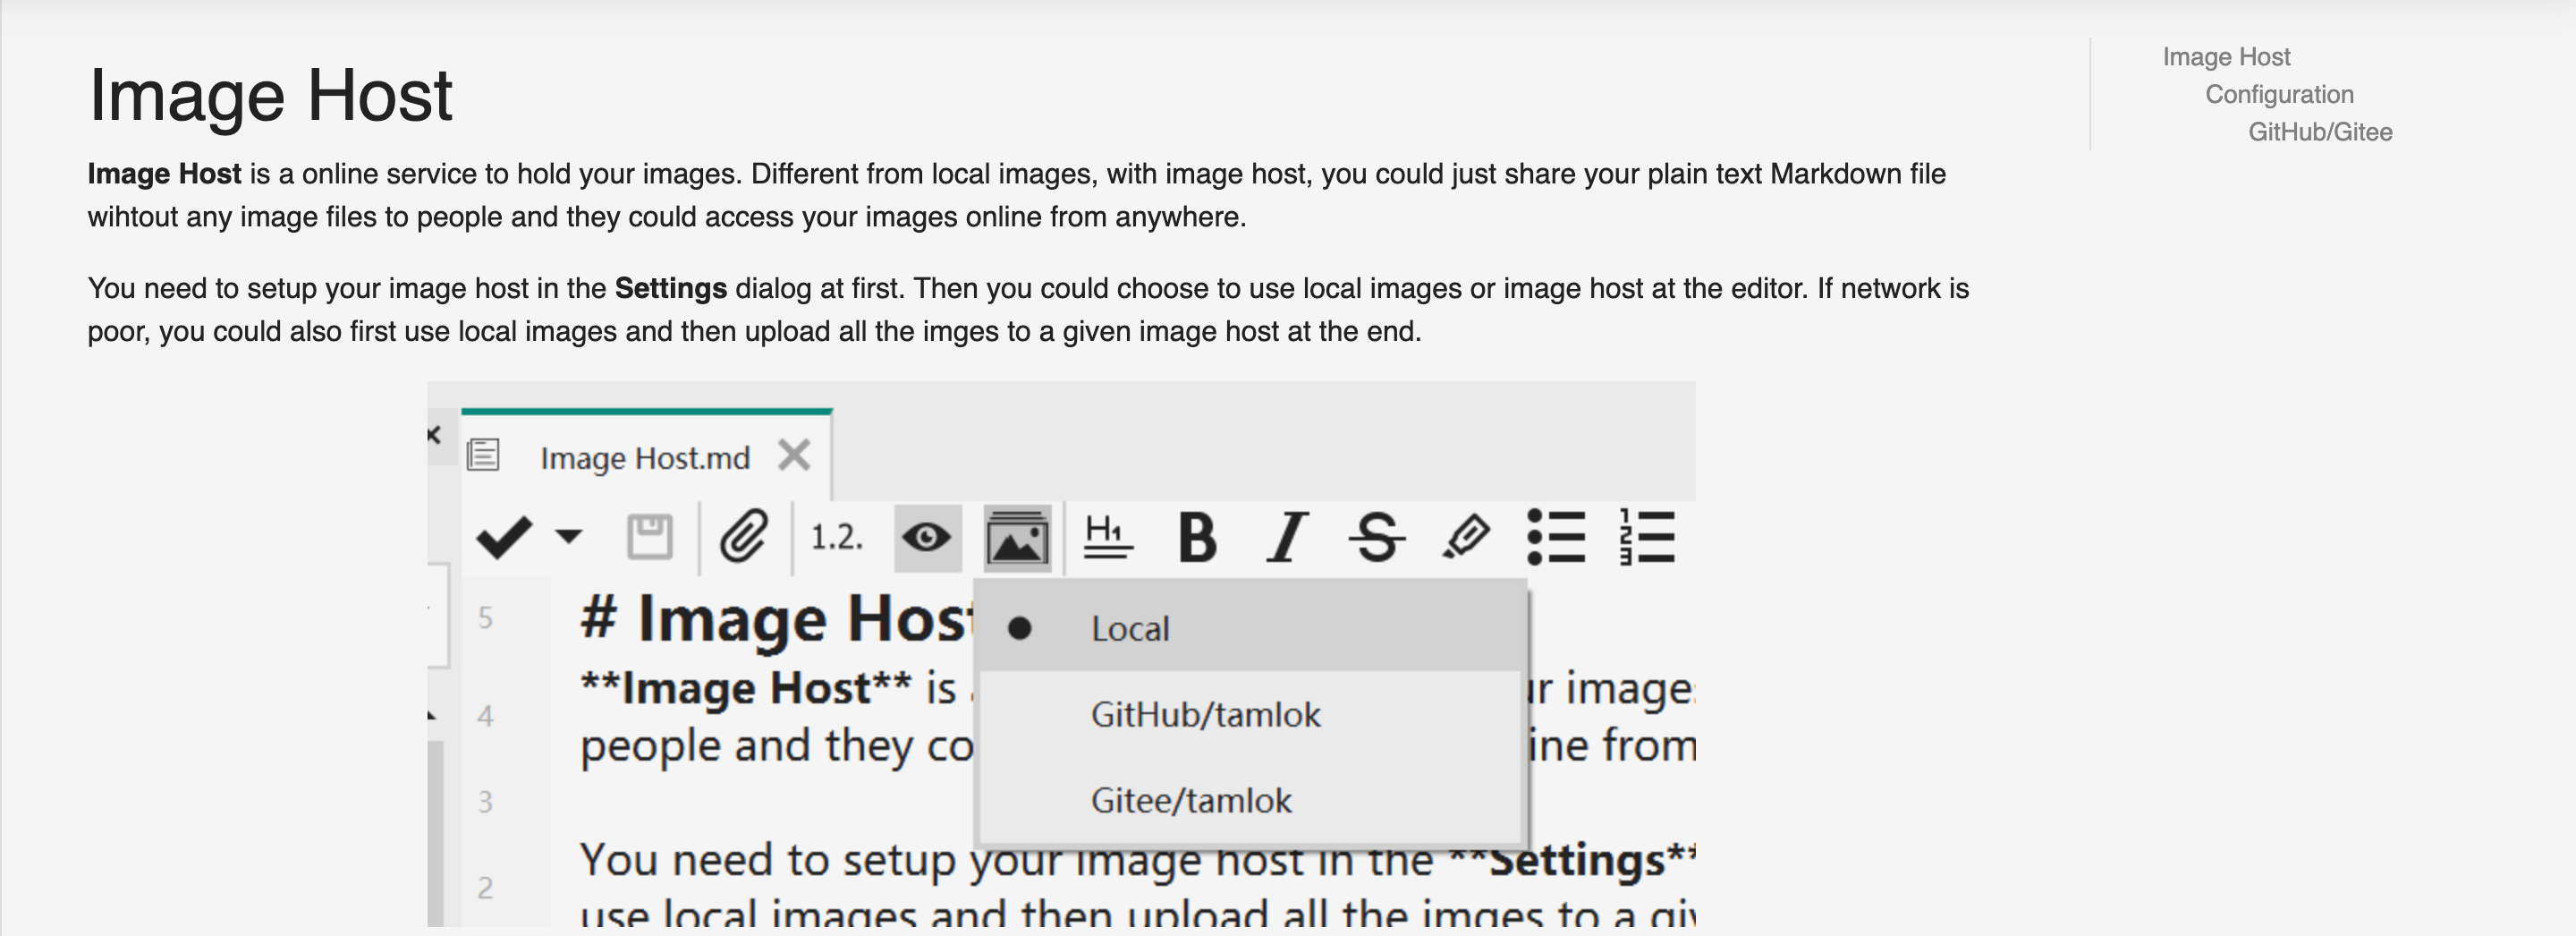 Image Host
Image Host
Configuration
GitHub/Gitee
Image Host is a online service to hold your images. Different from local images, with image host, you could just share your plain text Markdown file
wihtout any image files to people and they could access your images online from anywhere.
You need to setup your image host in the Settings dialog at first. Then you could choose to use local images or image host at the editor. If network is
poor, you could also first use local images and then upload all the imges to a given image host at the end.
Image Host.md
1.2. H1 B I S
5 # Image Host
Local
**Image Host** is
4
GitHub/tamlok
people and they co ine from
3
Gitee/tamlok
You need to setup your image host in the **Settings**
2
use local images and then upload all the imges to a giv